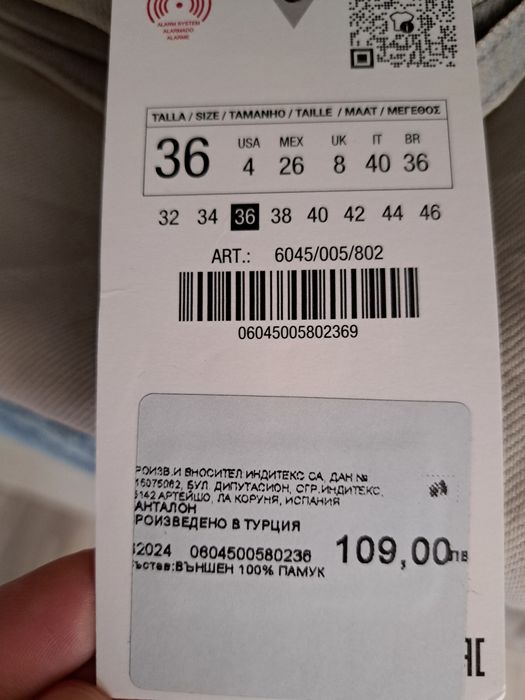 ALARM SYSTEM
ALARMADO
ALARME
TALLA / SIZE / TAMANHO / TAILLE / MAAT / ΜΕΓΕΘΟΣ
36 USA MEX UK IT BR
4 26 8 40 36
32 34 36 38 40 42 44 46
ART.: 6045/005/802
06045005802369
РОИЗВ.И ВНОСИТЕЛ ИНДИТЕКС СА, ДАН №
15075062, БУЛ. ДИПУТАСИОН, СГР.ИНДИТЕКС,
5142 АРТЕЙШО, ЛА КОРУНЯ, ИСПАНИЯ
АНТАЛОН
РОИЗВЕДЕНО В ТУРЦИЯ
2024 0604500580236 109,00лв
ъстав:ВЪНШЕН 100% ПАМУК